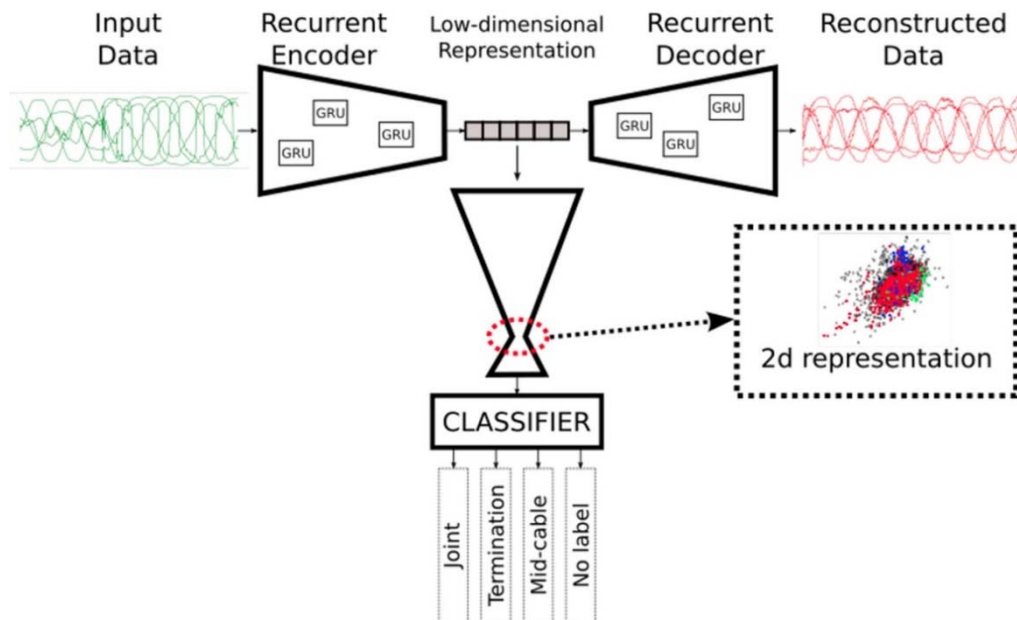 Input
Data
Recurrent
Encoder
Low-dimensional
Representation
Recurrent
Decoder
Reconstructed
Data
GRU
GRU
GRU
GRU
GRU
GRU
2d representation
CLASSIFIER
Joint
Termination
Mid-cable
No label